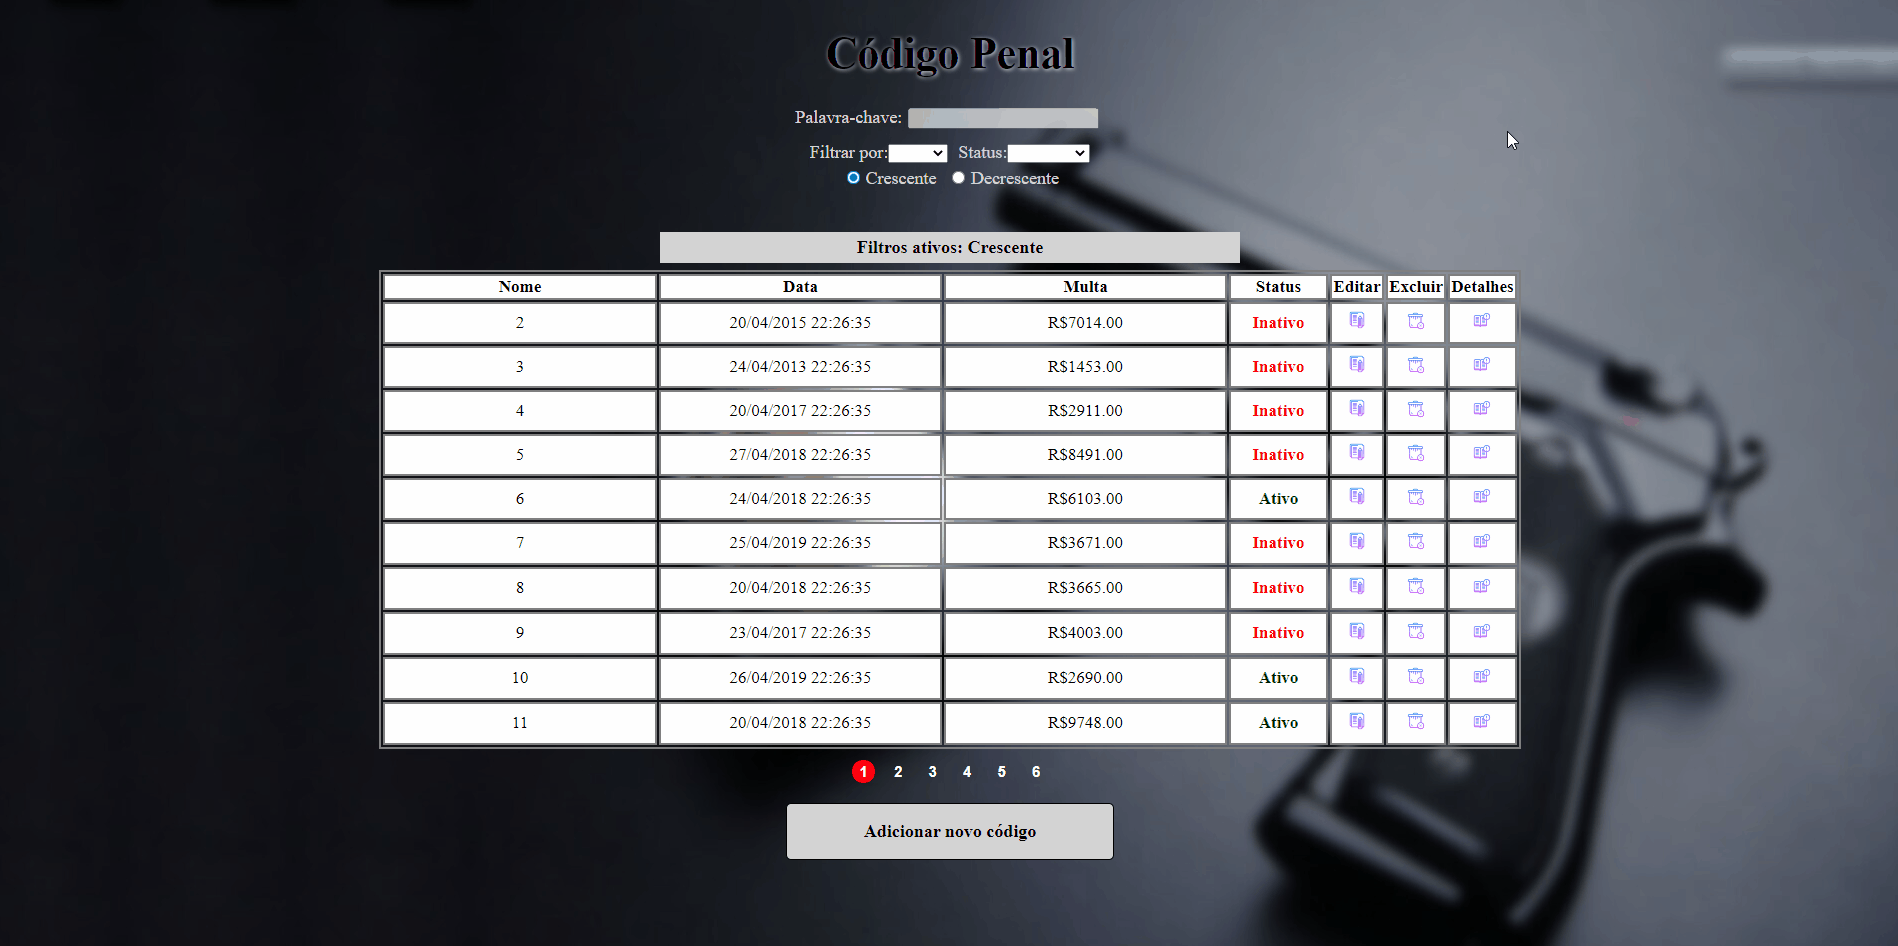 Código Penal
Palavra-chave:
Filtrar por: Status:
Crescente Decrescente
Filtros ativos: Crescente
Nome Data Multa Status Editar Excluir Detalhes
2 20/04/2015 22:26:35 R$7014.00 Inativo
3 24/04/2013 22:26:35 R$1453.00 Inativo
4 20/04/2017 22:26:35 R$2911.00 Inativo
5 27/04/2018 22:26:35 R$8491.00 Inativo
6 24/04/2018 22:26:35 R$6103.00 Ativo
7 25/04/2019 22:26:35 R$3671.00 Inativo
8 20/04/2018 22:26:35 R$3665.00 Inativo
9 23/04/2017 22:26:35 R$4003.00 Inativo
10 26/04/2019 22:26:35 R$2690.00 Ativo
11 20/04/2018 22:26:35 R$9748.00 Ativo
1 2 3 4 5 6
Adicionar novo código